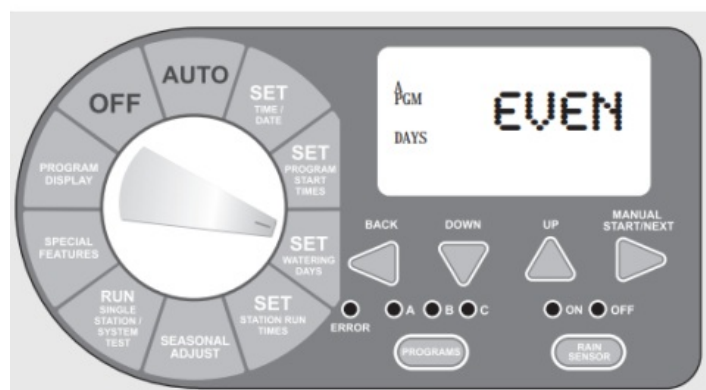 OFF
AUTO
SET
TIME /
DATE
SET
PROGRAM
START
TIMES
SET
WATERING
DAYS
SET
STATION RUN
TIMES
SEASONAL
ADJUST
RUN
SINGLE
STATION /
SYSTEM
TEST
SPECIAL
FEATURES
PROGRAM
DISPLAY
A
PGM
EVEN
DAYS
BACK
DOWN
UP
MANUAL
START/NEXT
ERROR
A
B
C
ON
OFF
PROGRAMS
RAIN
SENSOR